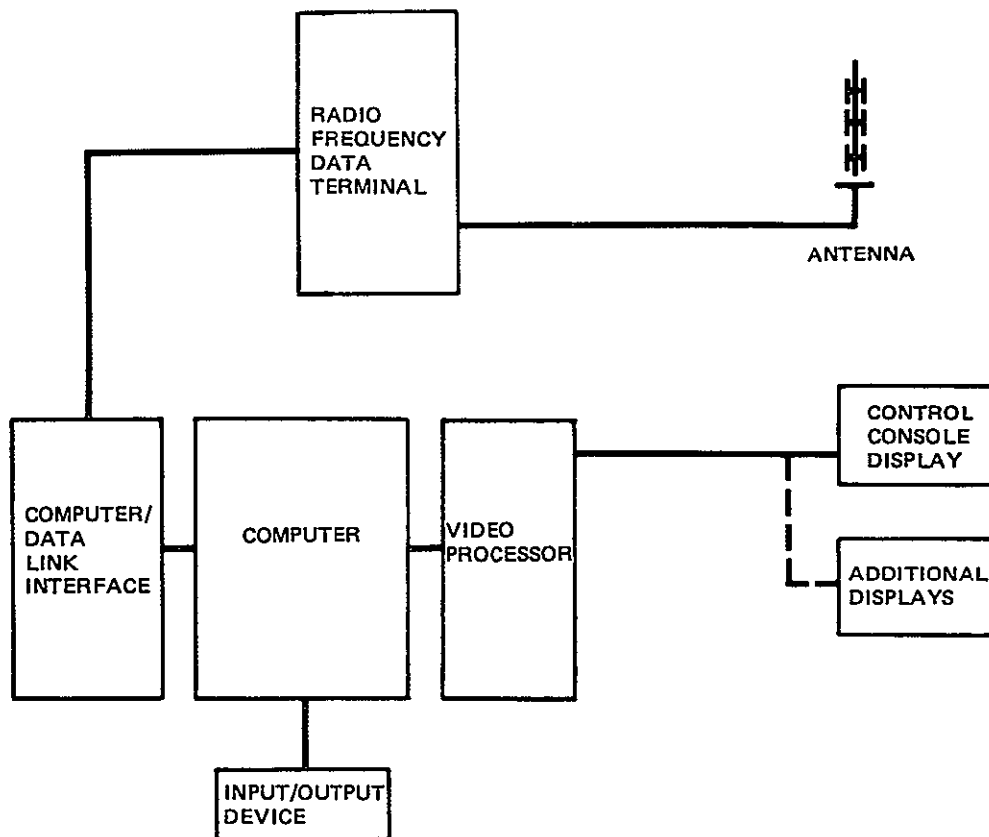 RADIO
FREQUENCY
DATA
TERMINAL
ANTENNA
CONTROL
CONSOLE
DISPLAY
COMPUTER/
DATA
LINK
INTERFACE
COMPUTER
VIDEO
PROCESSOR
ADDITIONAL
DISPLAYS
INPUT/OUTPUT
DEVICE